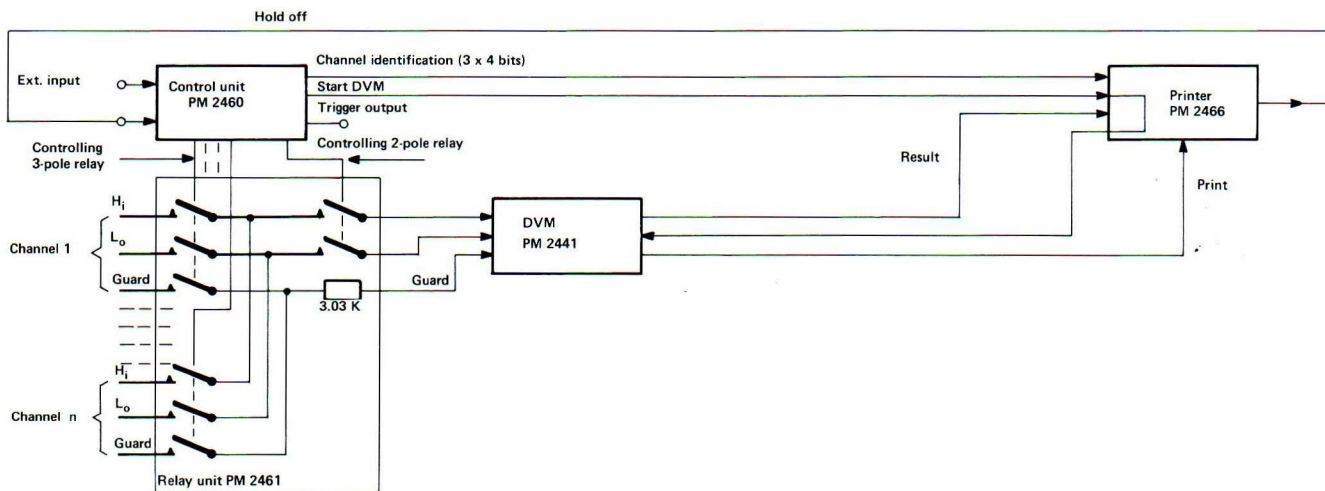 Hold off
Channel identification (3 x 4 bits)
Ext. input
Control unit
PM 2460
Start DVM
Trigger output
Printer
PM 2466
Controlling
3-pole relay
Controlling 2-pole relay
Result
Print
Hi
Channel 1
Lo
Guard
DVM
PM 2441
Guard
3.03 K
Hi
Channel n
Lo
Guard
Relay unit PM 2461